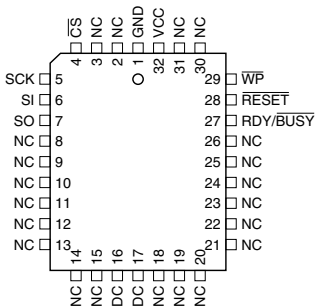 CS NC NC GND VCC NC NC
4 3 2 1 32 31 30
SCK 5 29 WP
SI 6 28 RESET
SO 7 27 RDY/BUSY
NC 8 26 NC
NC 9 25 NC
NC 10 24 NC
NC 11 23 NC
NC 12 22 NC
NC 13 21 NC
14 15 16 17 18 19 20
NC NC DC DC NC NC NC